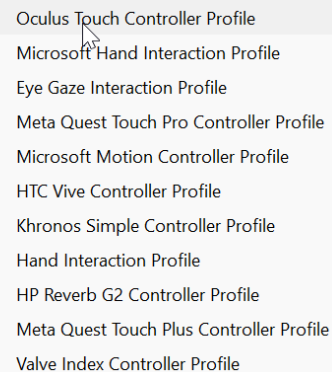 Oculus Touch Controller Profile
Microsoft Hand Interaction Profile
Eye Gaze Interaction Profile
Meta Quest Touch Pro Controller Profile
Microsoft Motion Controller Profile
HTC Vive Controller Profile
Khronos Simple Controller Profile
Hand Interaction Profile
HP Reverb G2 Controller Profile
Meta Quest Touch Plus Controller Profile
Valve Index Controller Profile